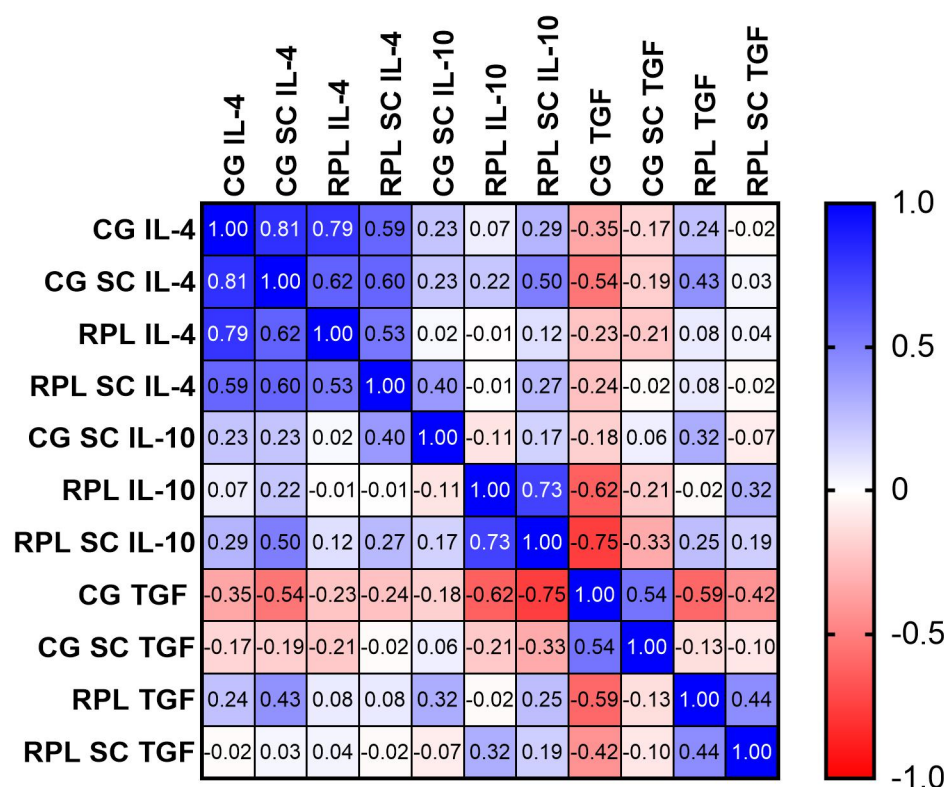 CG IL-4 CG SC IL-4 RPL IL-4 RPL SC IL-4 CG SC IL-10 RPL IL-10 RPL SC IL-10 CG TGF CG SC TGF RPL TGF RPL SC TGF
CG IL-4 1.00 0.81 0.79 0.59 0.23 0.07 0.29 -0.35 -0.17 0.24 -0.02
CG SC IL-4 0.81 1.00 0.62 0.60 0.23 0.22 0.50 -0.54 -0.19 0.43 0.03
RPL IL-4 0.79 0.62 1.00 0.53 0.02 -0.01 0.12 -0.23 -0.21 0.08 0.04
RPL SC IL-4 0.59 0.60 0.53 1.00 0.40 -0.01 0.27 -0.24 -0.02 0.08 -0.02
CG SC IL-10 0.23 0.23 0.02 0.40 1.00 -0.11 0.17 -0.18 0.06 0.32 -0.07
RPL IL-10 0.07 0.22 -0.01 -0.01 -0.11 1.00 0.73 -0.62 -0.21 -0.02 0.32
RPL SC IL-10 0.29 0.50 0.12 0.27 0.17 0.73 1.00 -0.75 -0.33 0.25 0.19
CG TGF -0.35 -0.54 -0.23 -0.24 -0.18 -0.62 -0.75 1.00 0.54 -0.59 -0.42
CG SC TGF -0.17 -0.19 -0.21 -0.02 0.06 -0.21 -0.33 0.54 1.00 -0.13 -0.10
RPL TGF 0.24 0.43 0.08 0.08 0.32 -0.02 0.25 -0.59 -0.13 1.00 0.44
RPL SC TGF -0.02 0.03 0.04 -0.02 -0.07 0.32 0.19 -0.42 -0.10 0.44 1.00
1.0
0.5
0
-0.5
-1.0